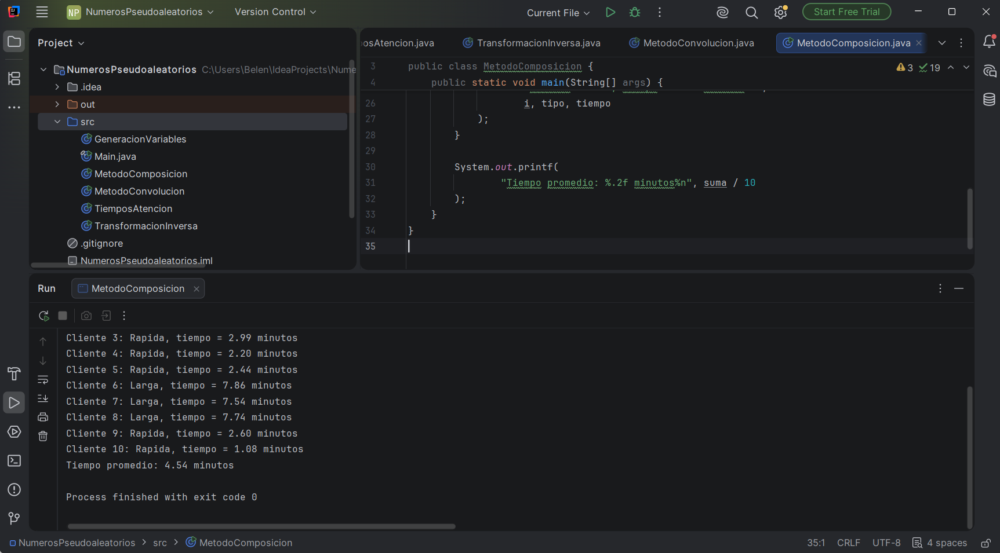 NP NumerosPseudoaleatorios Version Control Current File Start Free Trial
Project
NumerosPseudoaleatorios C:\Users\Belen\IdeaProjects\Nume
.idea
out
src
GeneracionVariables
Main.java
MetodoComposicion
MetodoConvolucion
TiemposAtencion
TransformacionInversa
.gitignore
NumerosPseudoaleatorios.iml
osAtencion.java TransformacionInversa.java MetodoConvolucion.java MetodoComposicion.java
3 public class MetodoComposicion {
4 public static void main(String[] args) {
3 19
26 i, tipo, tiempo
27 );
28 }
29
30 System.out.printf(
31 "Tiempo promedio: %.2f minutos%n", suma / 10
32 );
33 }
34 }
35
Run MetodoComposicion
Cliente 3: Rapida, tiempo = 2.99 minutos
Cliente 4: Rapida, tiempo = 2.20 minutos
Cliente 5: Rapida, tiempo = 2.44 minutos
Cliente 6: Larga, tiempo = 7.86 minutos
Cliente 7: Larga, tiempo = 7.54 minutos
Cliente 8: Larga, tiempo = 7.74 minutos
Cliente 9: Rapida, tiempo = 2.60 minutos
Cliente 10: Rapida, tiempo = 1.08 minutos
Tiempo promedio: 4.54 minutos
Process finished with exit code 0
NumerosPseudoaleatorios > src > MetodoComposicion 35:1 CRLF UTF-8 4 spaces